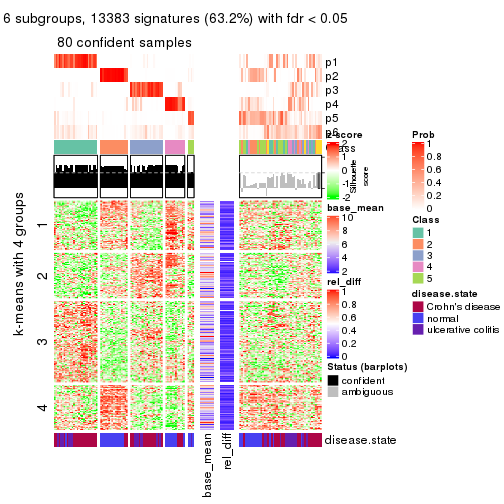 6 subgroups, 13383 signatures (63.2%) with fdr < 0.05
80 confident samples
p1
p2
p3
p4
p5
Silhouette
score
k-means with 4 groups
1
2
3
4
base_mean
rel_diff
disease.state
z-score
2
1
0
-1
-2
base_mean
10
8
6
4
2
rel_diff
1
0.8
0.6
0.4
0.2
0
Status (barplots)
confident
ambiguous
Prob
1
0.8
0.6
0.4
0.2
0
Class
1
2
3
4
5
disease.state
Crohn's disease
normal
ulcerative colitis